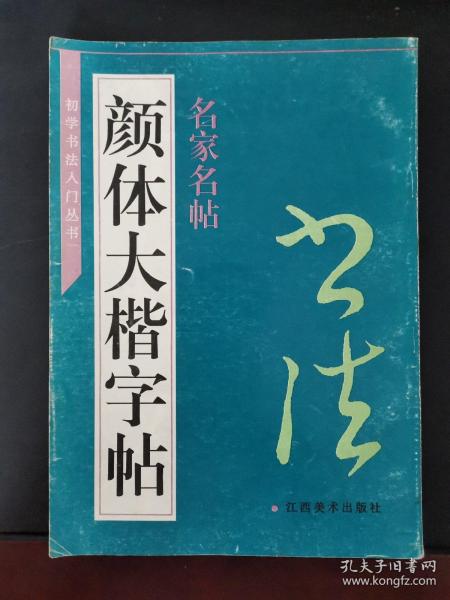 初学书法入门丛书
颜体大楷字帖
名家名帖
书法
江西美术出版社
孔夫子旧书网
www.kongfz.com